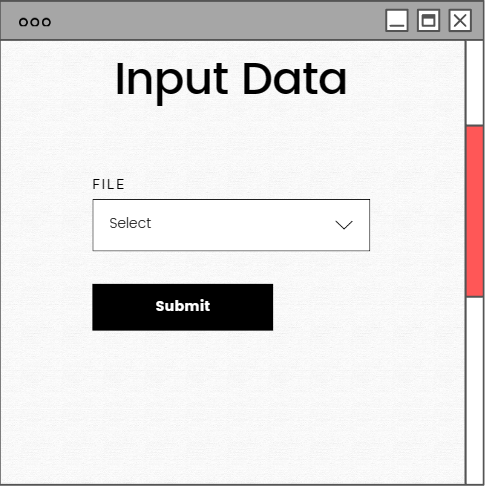 Input Data
FILE
Select
Submit